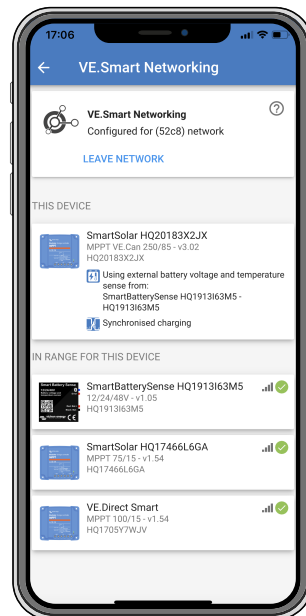 17:06
VE.Smart Networking
VE.Smart Networking
Configured for (52c8) network
LEAVE NETWORK
THIS DEVICE
SmartSolar HQ20183X2JX
MPPT VE.Can 250/85 - v3.02
HQ20183X2JX
Using external battery voltage and temperature
sense from:
SmartBatterySense HQ1913I63M5 -
HQ1913I63M5
Synchronised charging
IN RANGE FOR THIS DEVICE
SmartBatterySense HQ1913I63M5
12/24/48V - v1.05
HQ1913I63M5
Smart Battery Sense
SmartSolar HQ17466L6GA
MPPT 75/15 - v1.54
HQ17466L6GA
VE.Direct Smart
MPPT 100/15 - v1.54
HQ1705Y7WJV